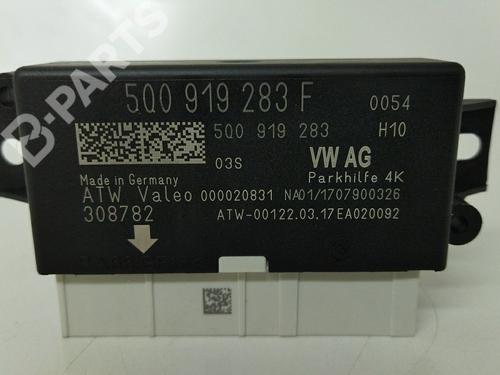 5Q0 919 283 F
0054
5Q0 919 283
H10
03S
VW AG
Parkhilfe 4K
Made in Germany
ATW Valeo 000020831 NA01/1707900326
308782
ATW-00122.03.17EA020092
B-PARTS